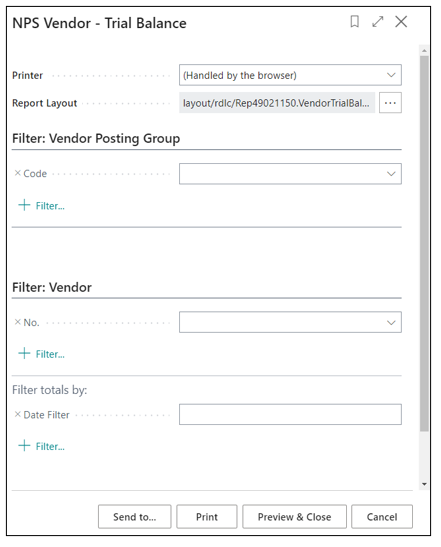 NPS Vendor - Trial Balance
Printer (Handled by the browser)
Report Layout layout/rdlc/Rep49021150.VendorTrialBal... ...
Filter: Vendor Posting Group
× Code
+ Filter...
Filter: Vendor
× No.
+ Filter...
Filter totals by:
× Date Filter
+ Filter...
Send to... Print Preview & Close Cancel